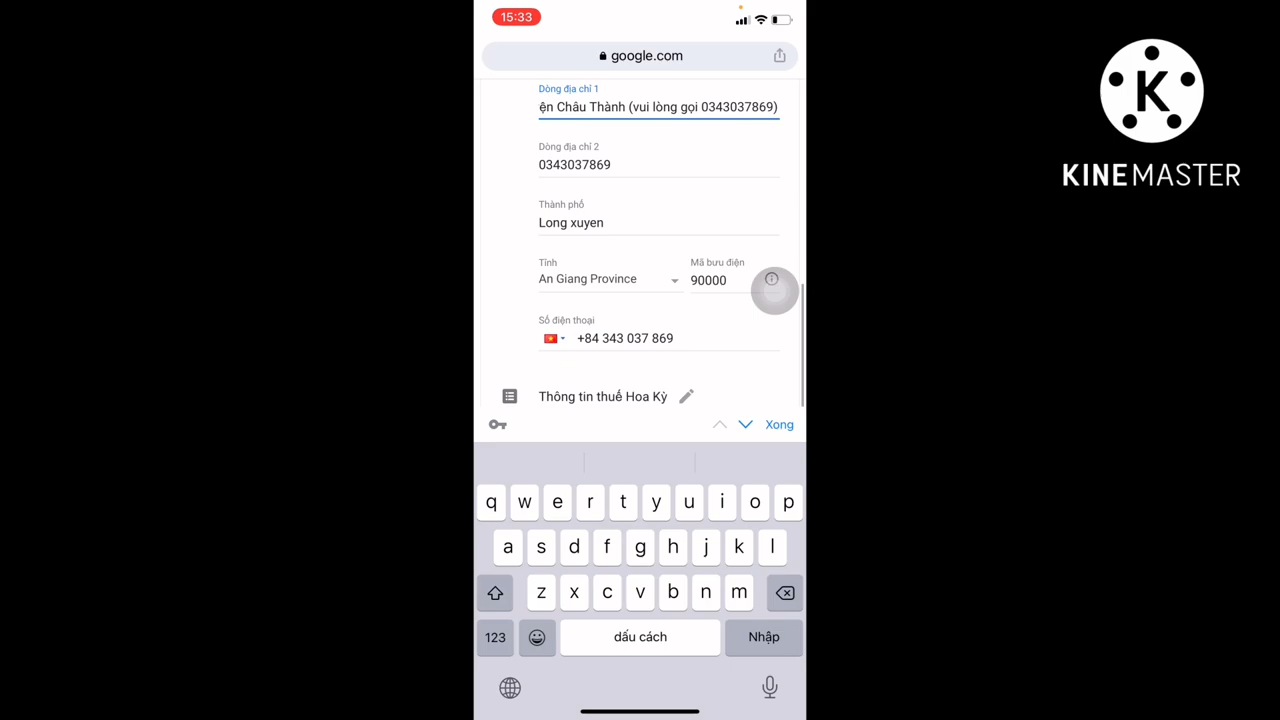 15:33
google.com
Dòng địa chỉ 1
ện Châu Thành (vui lòng gọi 0343037869)
Dòng địa chỉ 2
0343037869
Thành phố
Long xuyen
Tỉnh
Mã bưu điện
An Giang Province
90000
Số điện thoại
+84 343 037 869
Thông tin thuế Hoa Kỳ
Xong
q w e r t y u i o p
a s d f g h j k l
z x c v b n m
123
dấu cách
Nhập
K
KINEMASTER